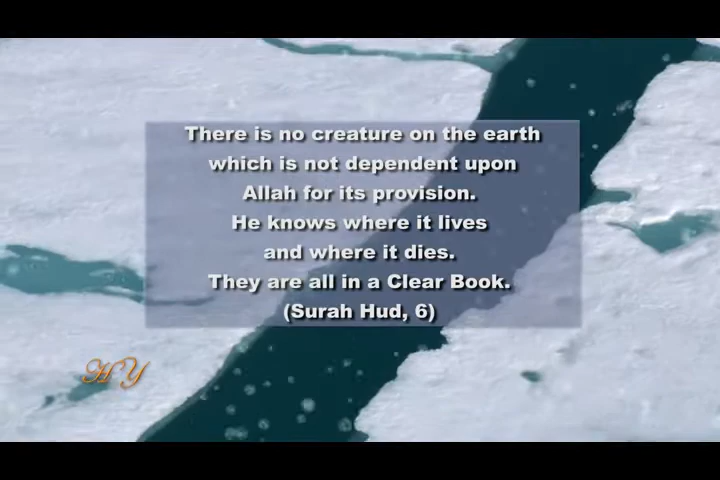 There is no creature on the earth
which is not dependent upon
Allah for its provision.
He knows where it lives
and where it dies.
They are all in a Clear Book.
(Surah Hud, 6)
HY